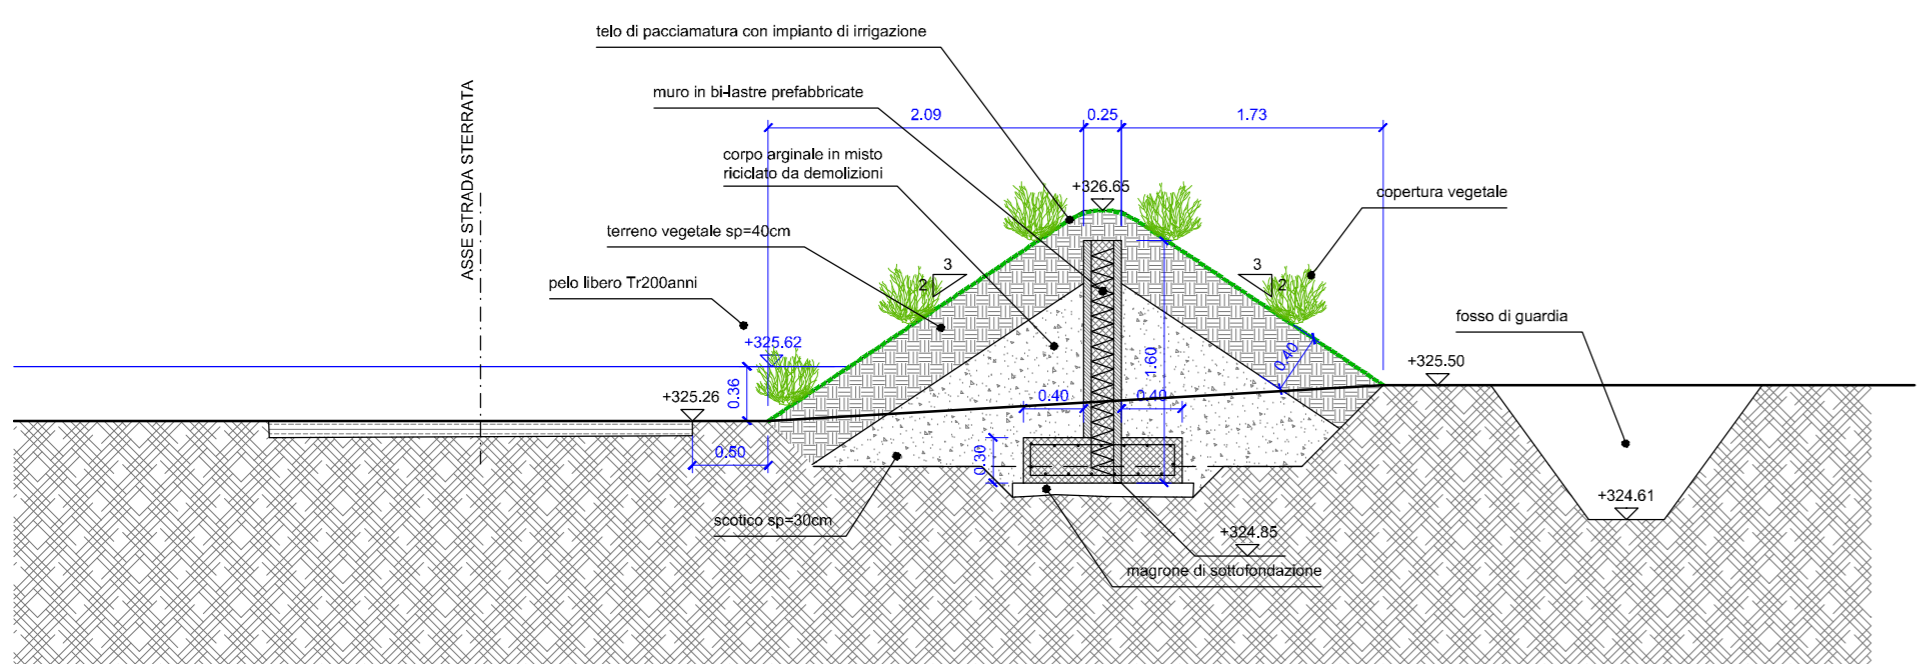 telo di pacciamatura con impianto di irrigazione
muro in bi-lastre prefabbricate
2.09
0.25
1.73
corpo arginale in misto
riciclato da demolizioni
ASSE STRADA STERRATA
+326.65
copertura vegetale
terreno vegetale sp=40cm
3
2
3
2
pelo libero Tr200anni
fosso di guardia
+325.62
0.40
1.60
+325.50
0.36
+325.26
0.40
0.40
0.50
0.30
+324.61
scotico sp=30cm
+324.85
magrone di sottofondazione